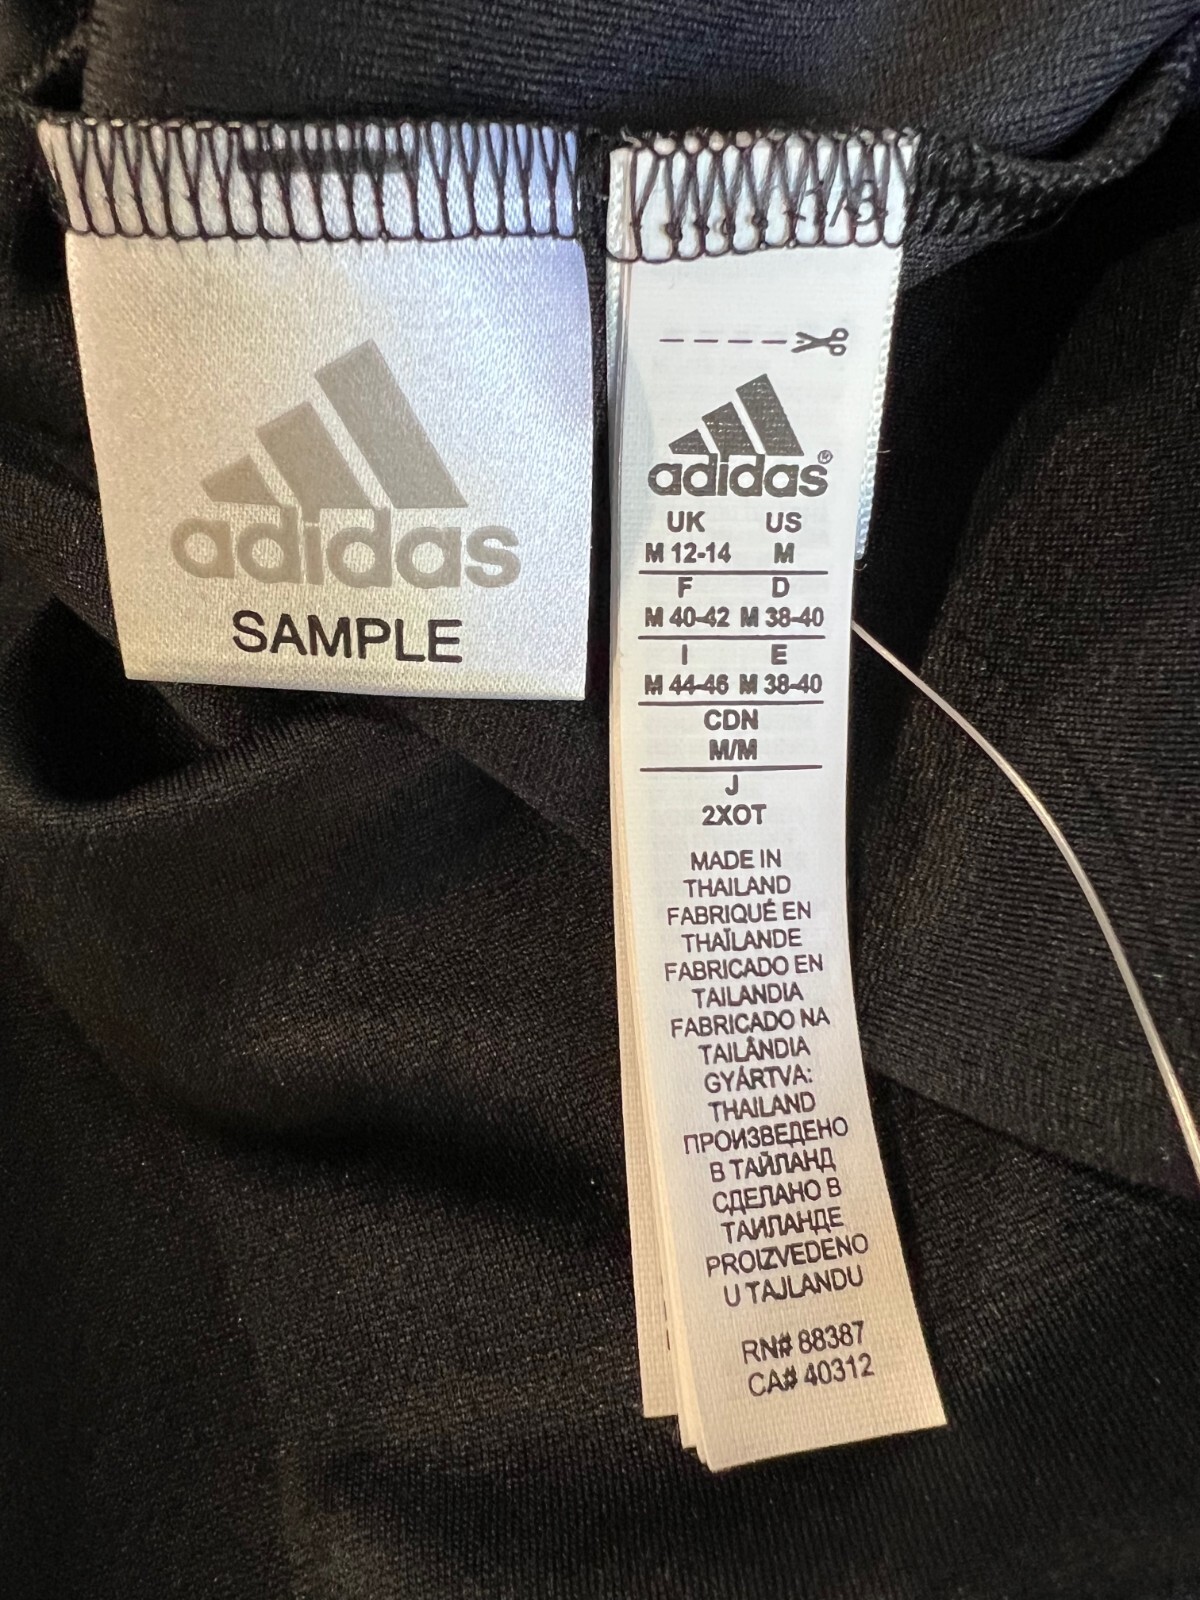 adidas
SAMPLE
adidas®
UK US
M 12-14 M
F D
M 40-42 M 38-40
I E
M 44-46 M 38-40
CDN
M/M
J
2XOT
MADE IN
THAILAND
FABRIQUÉ EN
THAÏLANDE
FABRICADO EN
TAILANDIA
FABRICADO NA
TAILÂNDIA
GYÁRTVA:
THAILAND
ПРОИЗВЕДЕНО
В ТАЙЛАНД
СДЕЛАНО В
ТАИЛАНДЕ
PROIZVEDENO
U TAJLANDU
RN# 88387
CA# 40312